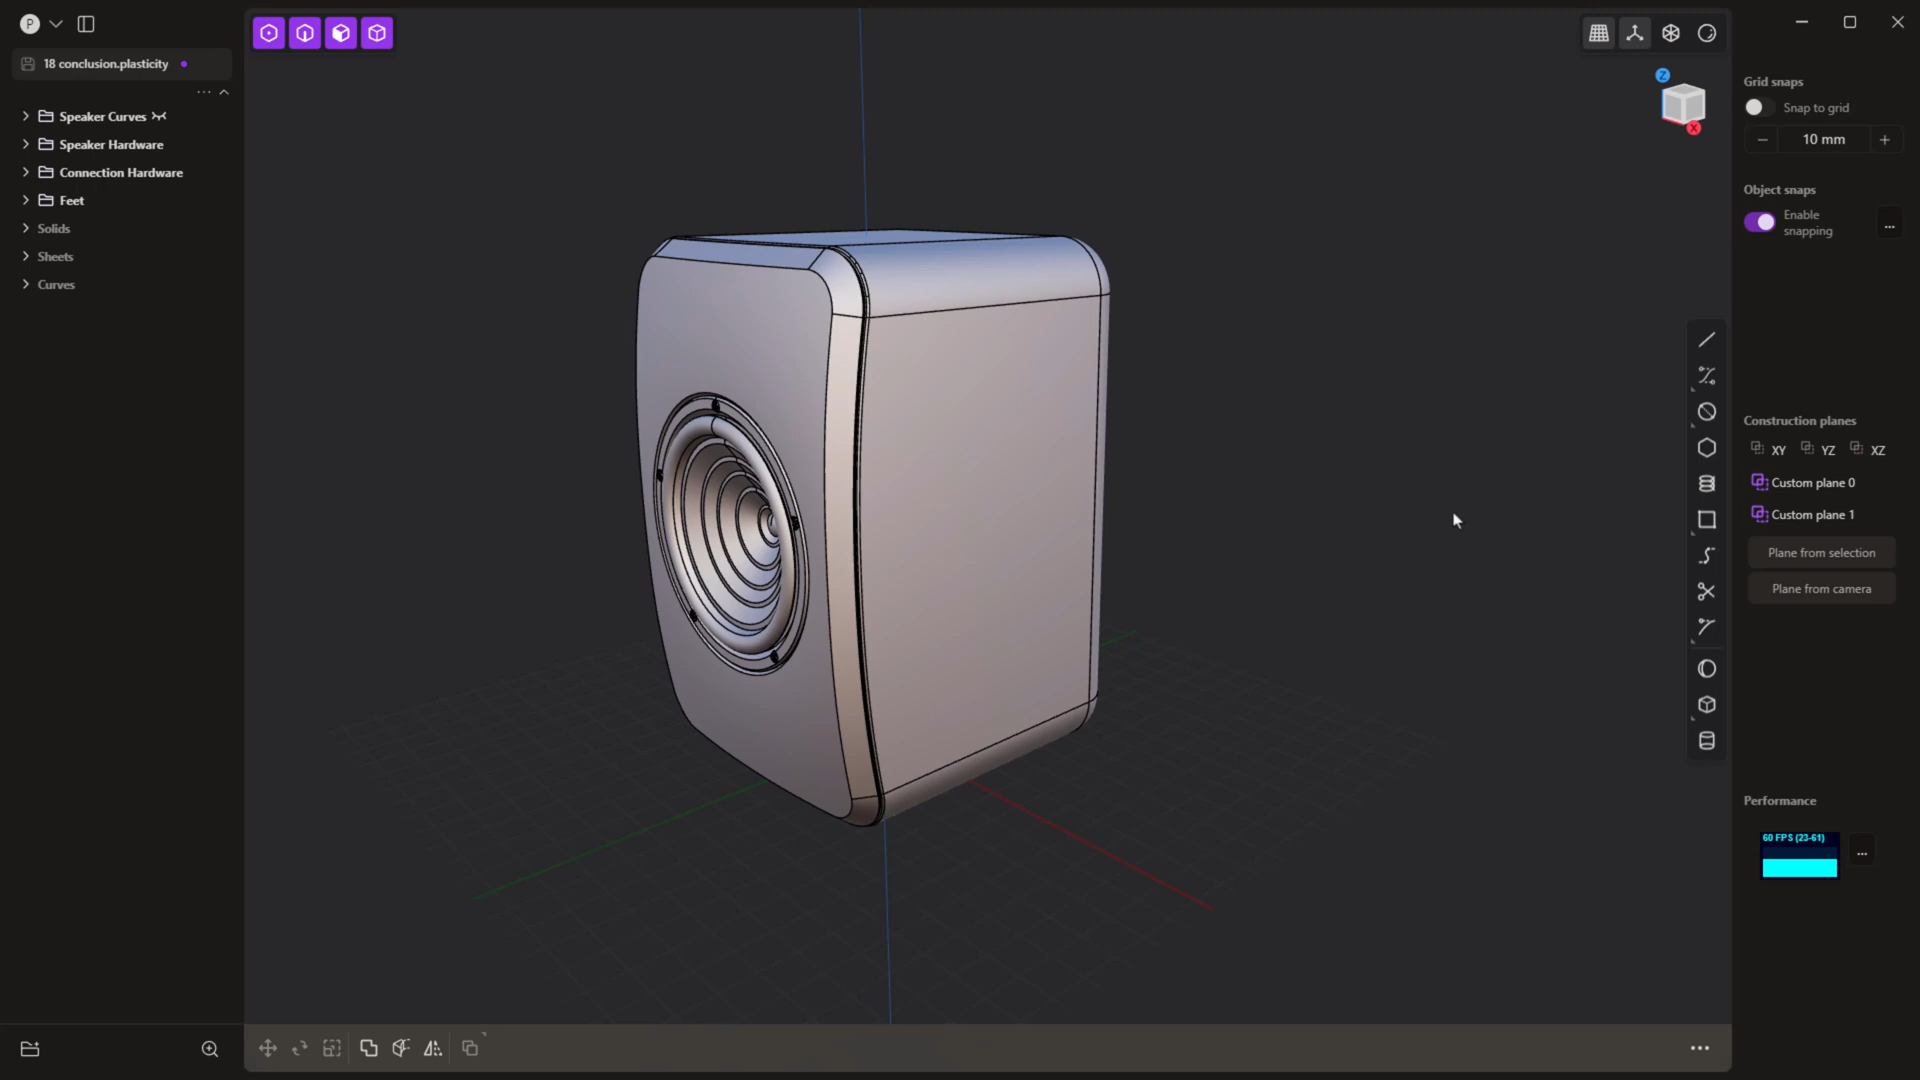 P
18 conclusion.plasticity
Speaker Curves
Speaker Hardware
Connection Hardware
Feet
Solids
Sheets
Curves
Z
X
Grid snaps
Snap to grid
10 mm
Object snaps
Enable
snapping
...
Construction planes
XY YZ XZ
Custom plane 0
Custom plane 1
Plane from selection
Plane from camera
Performance
60 FPS (23-61)
...